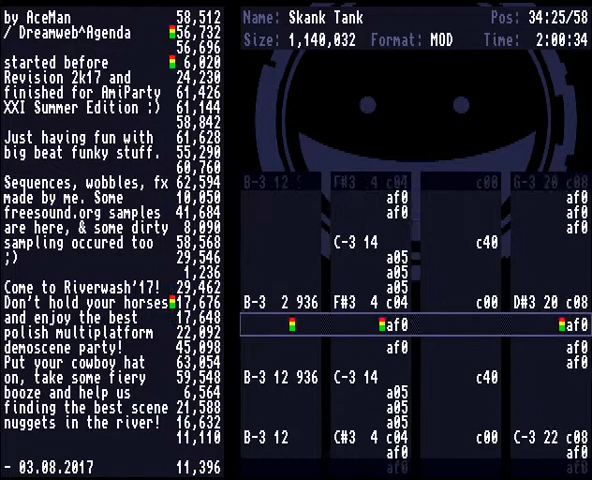 by AceMan 58,512
/ Dreamweb^Agenda 56,732
56,696
started before 6,020
Revision 2k17 and 24,230
finished for AmiParty 61,426
XXI Summer Edition :) 61,144
58,842
Just having fun with 61,628
big beat funky stuff. 55,290
60,760
Sequences, wobbles, fx 62,594
made by me. Some 10,050
freesound.org samples 41,684
are here, & some dirty 8,090
sampling occured too 58,568
;) 29,546
1,236
Come to Riverwash'17! 29,462
Don't hold your horses 17,676
and enjoy the best 17,648
polish multiplatform 22,092
demoscene party! 45,098
Put your cowboy hat 63,054
on, take some fiery 59,548
booze and help us 6,564
finding the best scene 21,588
nuggets in the river! 16,632
11,110
- 03.08.2017 11,396
Name: Skank Tank Pos: 34:25/58
Size: 1,140,032 Format: MOD Time: 2:00:34
B-3 12 F#3 4 c04 c00 G-3 20 c08
af0 af0
af0 af0
af0
C-3 14 c40
a05
a05
a05
B-3 2 936 F#3 4 c04 c00 D#3 20 c08
af0 af0
af0 af0
af0
B-3 12 936 C-3 14 c40
a05
a05
a05
B-3 12 C#3 4 c04 c00 C-3 22 c08
af0 af0
af0 af0